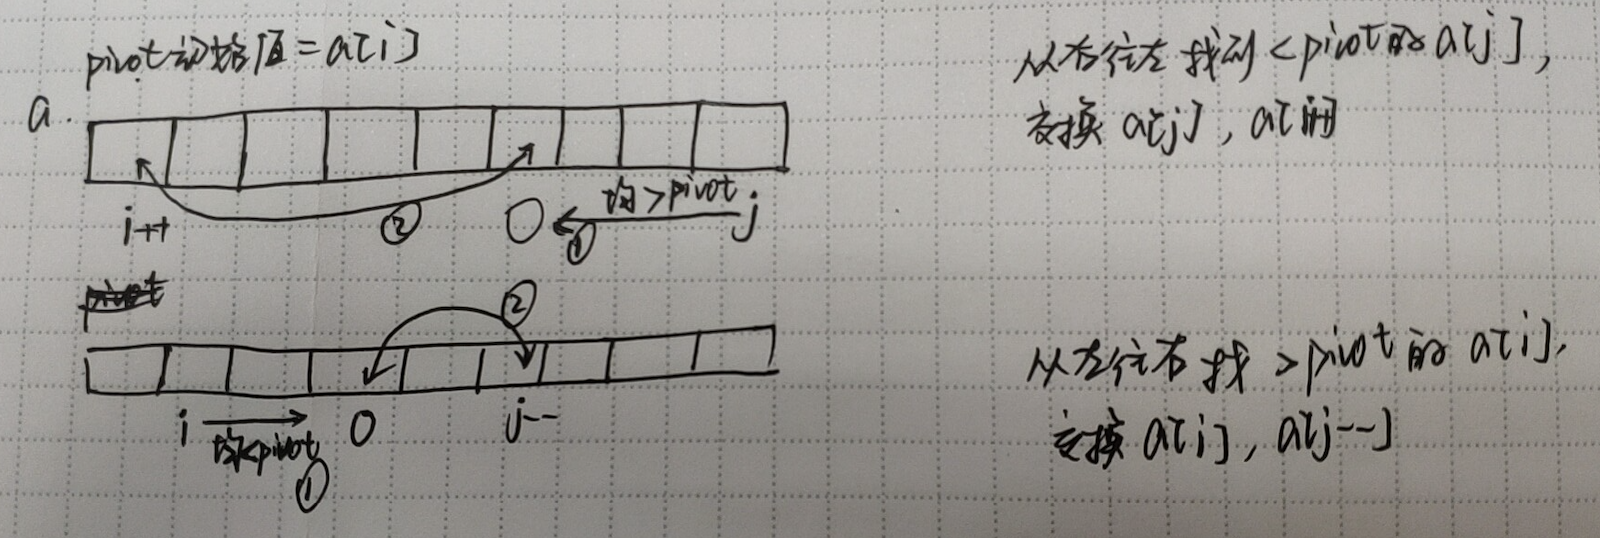 pivot初始值=a[i]
从右往左找到<pivot的a[j],
交换a[j],a[i++]
a.
均>pivot
i++ ② ① j
②
从左往右找>pivot的a[i],
交换a[i],a[j--]
i j--
均<pivot
①